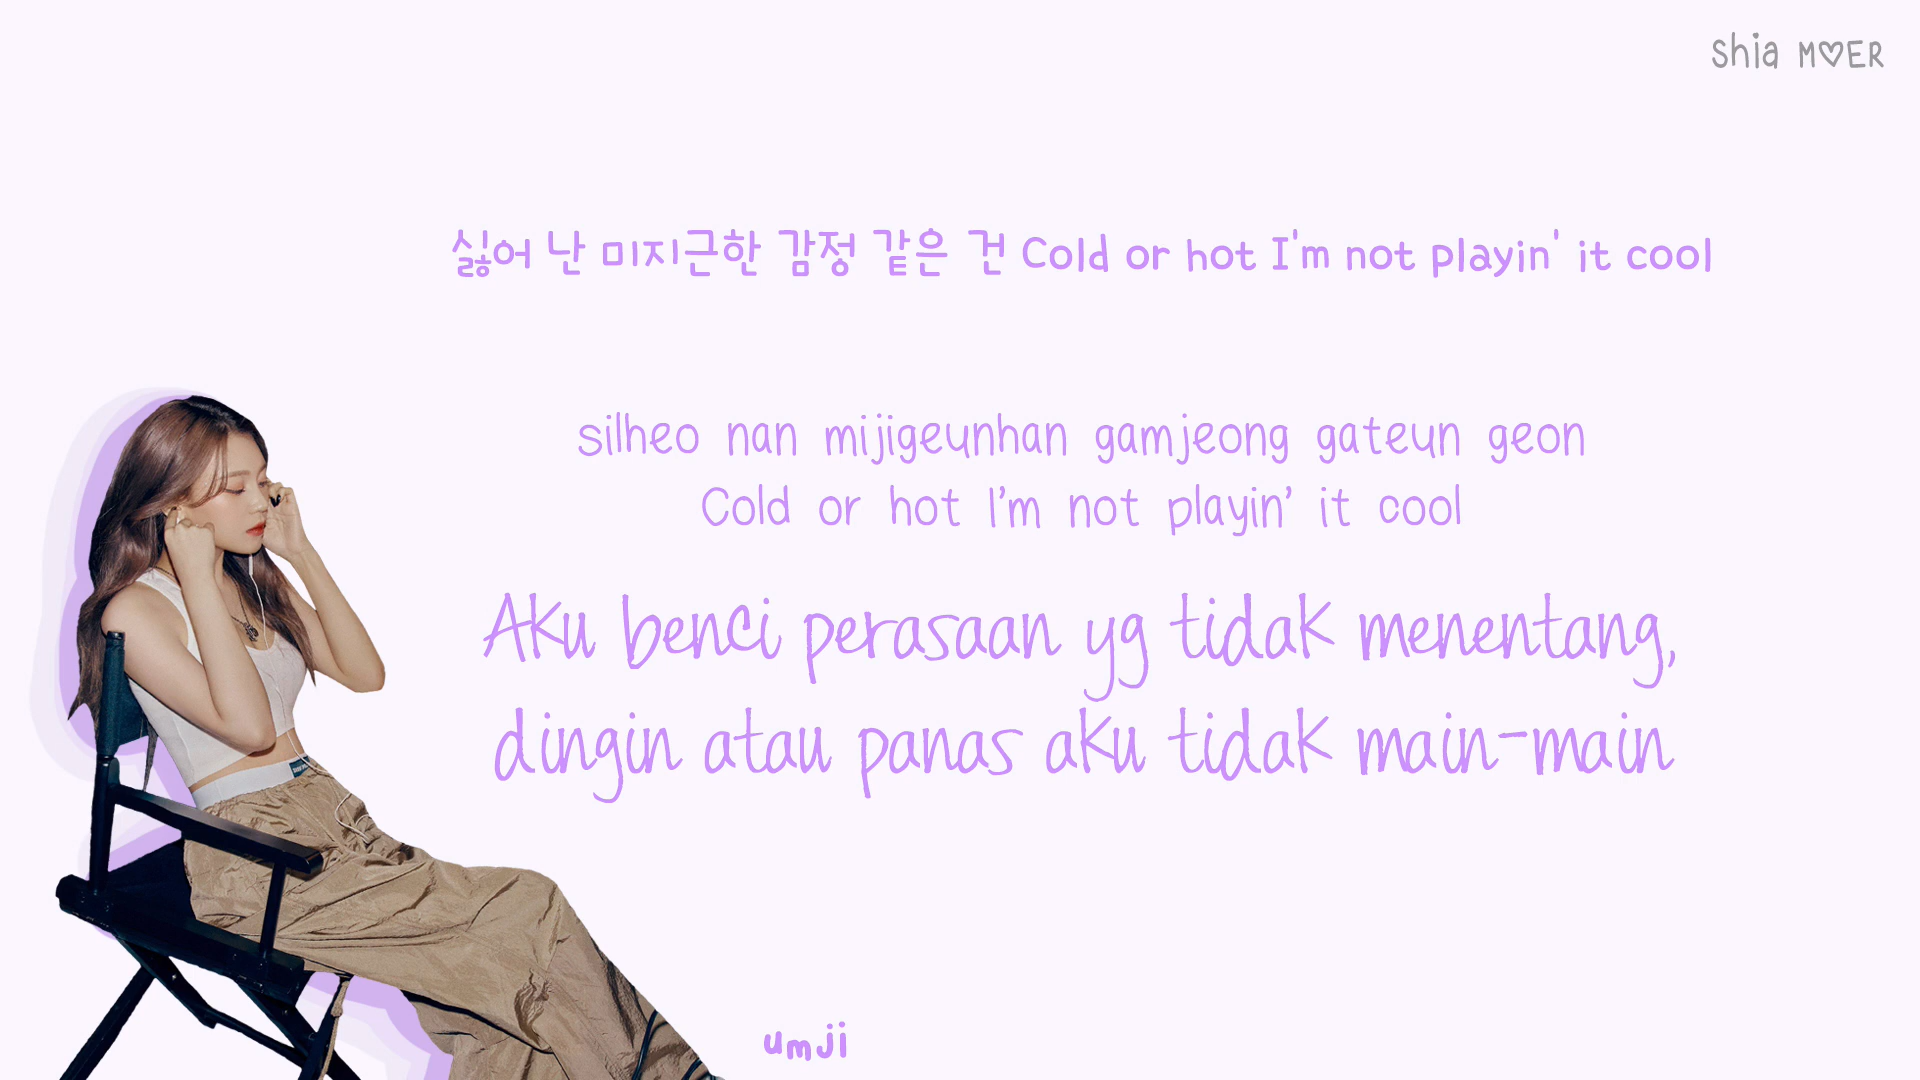 Shia M♡ER
싫어 난 미지근한 감정 같은 건 Cold or hot I'm not playin' it cool
silheo nan mijigeunhan gamjeong gateun geon
Cold or hot I'm not playin' it cool
Aku benci perasaan yg tidak menentang,
dingin atau panas aku tidak main-main
umji